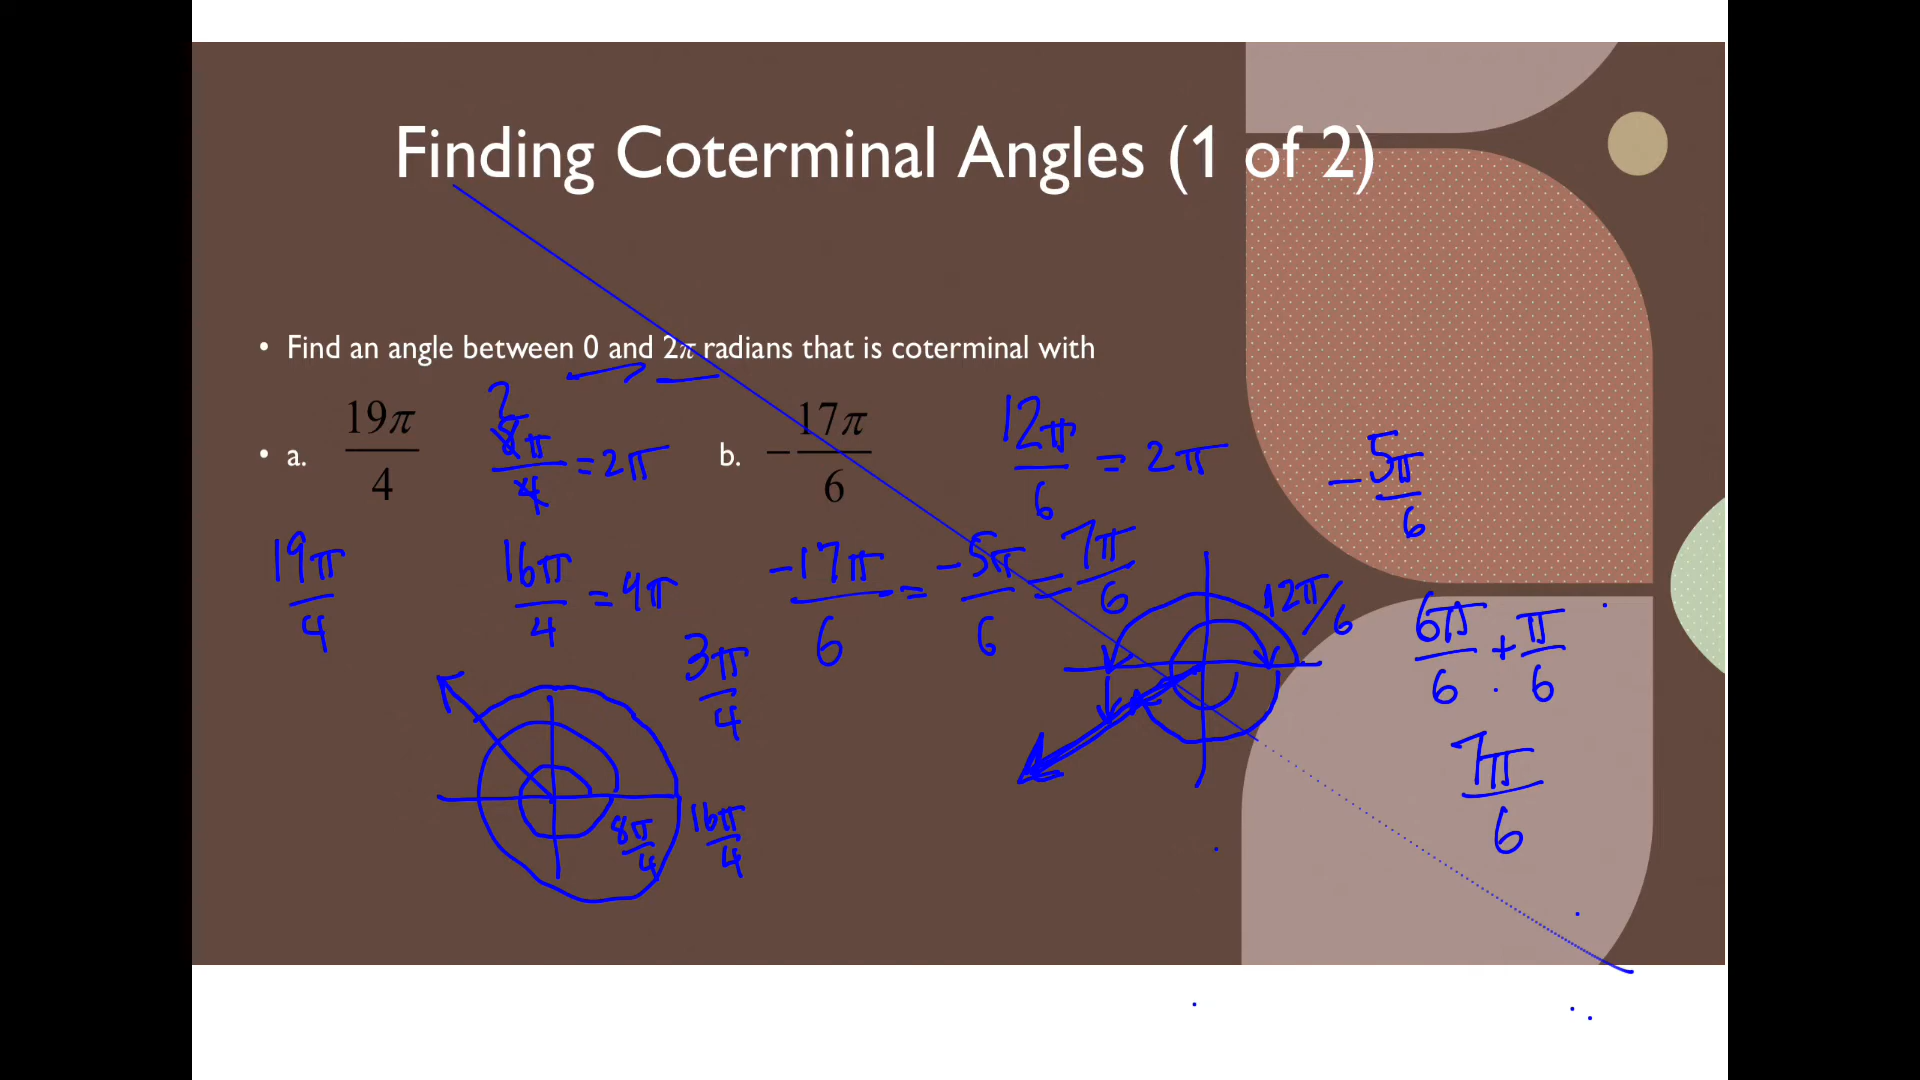 Finding Coterminal Angles (1 of 2)
• Find an angle between 0 and 2π radians that is coterminal with
• a. 19π/4 8π/4 = 2π b. −17π/6 12π/6 = 2π −5π/6
2
19π/4 16π/4 = 4π −17π/6 = −5π/6 = 7π/6
12π/6 6π/6 + π/6
3π/4
7π/6
8π/4 16π/4